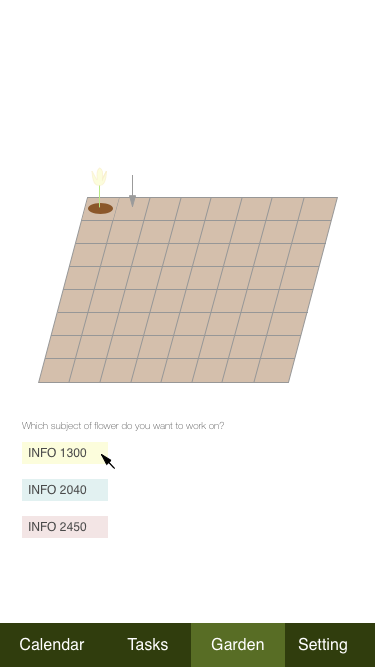 Which subject of flower do you want to work on?
INFO 1300
INFO 2040
INFO 2450
Calendar Tasks Garden Setting